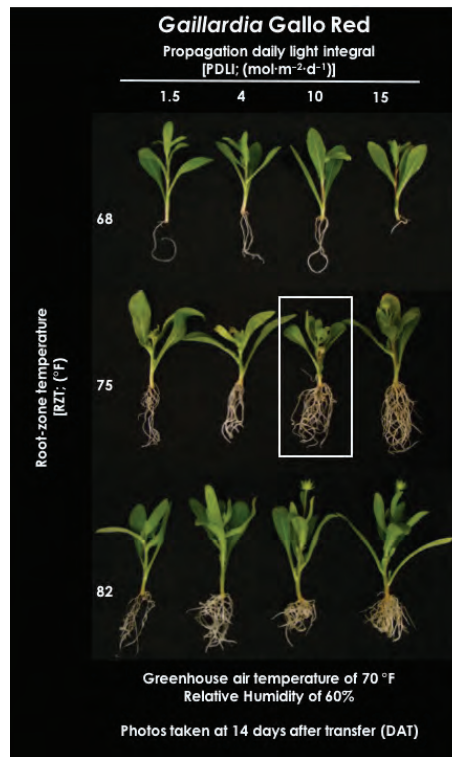 Gaillardia Gallo Red
Propagation daily light integral
[PDLI; (mol·m⁻²·d⁻¹)]
1.5 4 10 15
68
Root-zone temperature
[RZT; (°F)]
75
82
Greenhouse air temperature of 70 °F
Relative Humidity of 60%
Photos taken at 14 days after transfer (DAT)